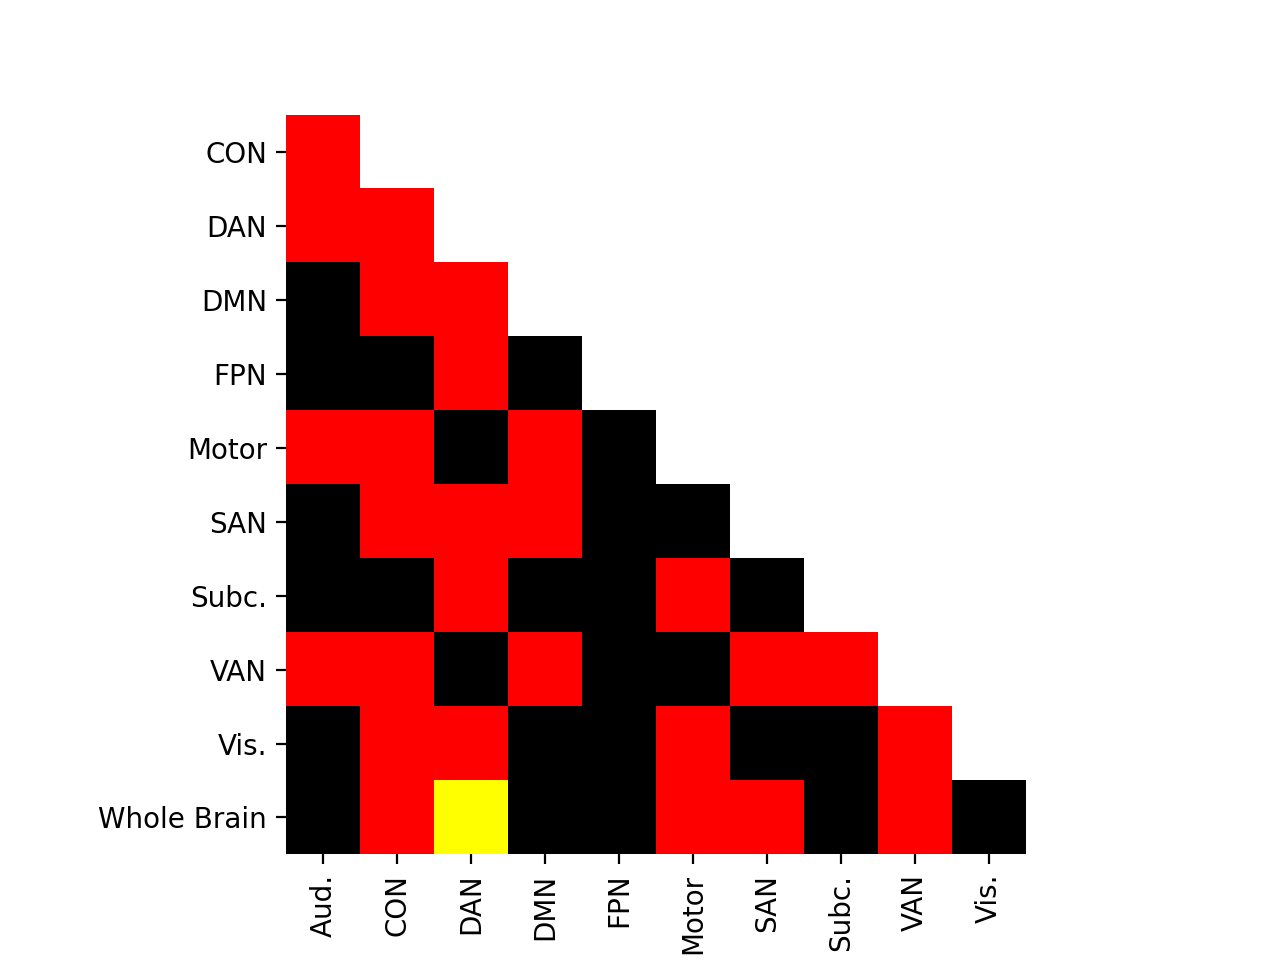 CON
DAN
DMN
FPN
Motor
SAN
Subc.
VAN
Vis.
Whole Brain
Aud.
CON
DAN
DMN
FPN
Motor
SAN
Subc.
VAN
Vis.